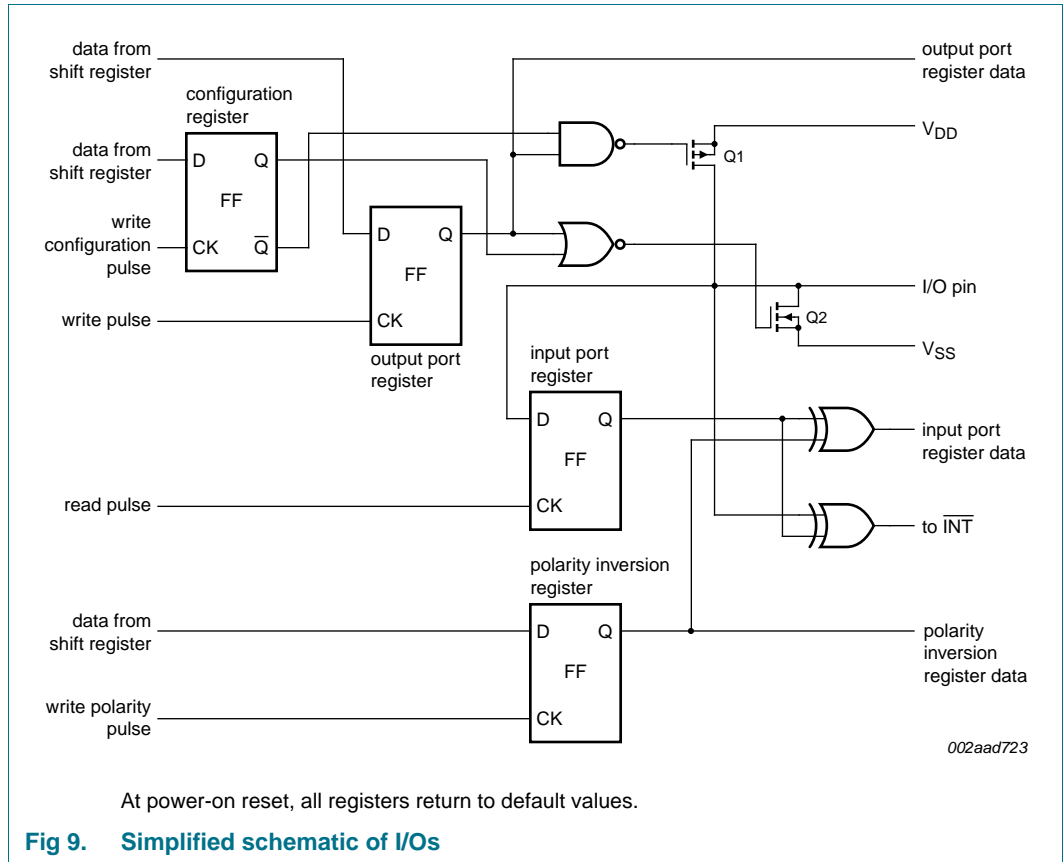 data from
shift register
output port
register data
configuration
register
V_DD
data from
shift register
D
Q
Q1
FF
write
configuration
pulse
CK
Q̅
D
Q
FF
I/O pin
write pulse
CK
Q2
V_SS
output port
register
input port
register
D
Q
input port
register data
FF
read pulse
CK
to I̅N̅T̅
polarity inversion
register
data from
shift register
D
Q
polarity
inversion
register data
FF
write polarity
pulse
CK
002aad723
At power-on reset, all registers return to default values.
Fig 9. Simplified schematic of I/Os